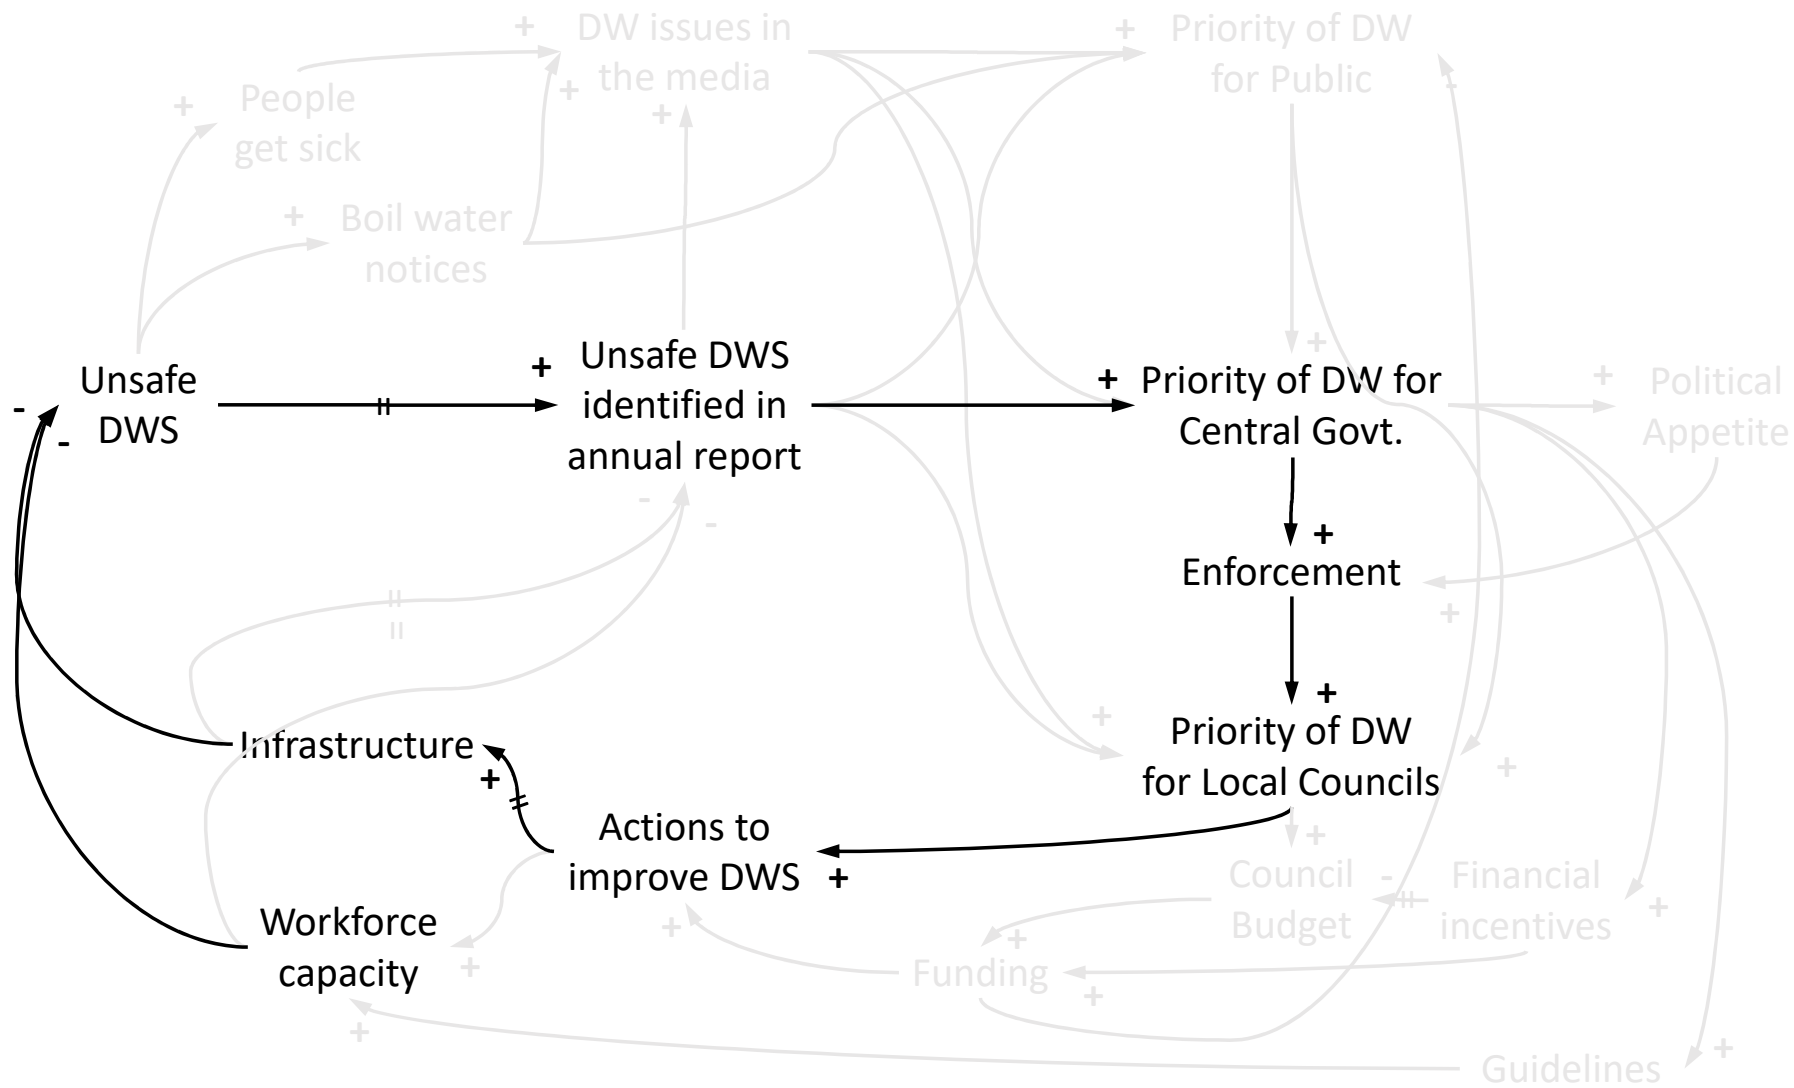 DW issues in
the media
Priority of DW
for Public
People
get sick
Boil water
notices
Unsafe
DWS
Unsafe DWS
identified in
annual report
Priority of DW for
Central Govt.
Political
Appetite
Enforcement
Priority of DW
for Local Councils
Infrastructure
Actions to
improve DWS
Workforce
capacity
Council
Budget
Financial
incentives
Funding
Guidelines